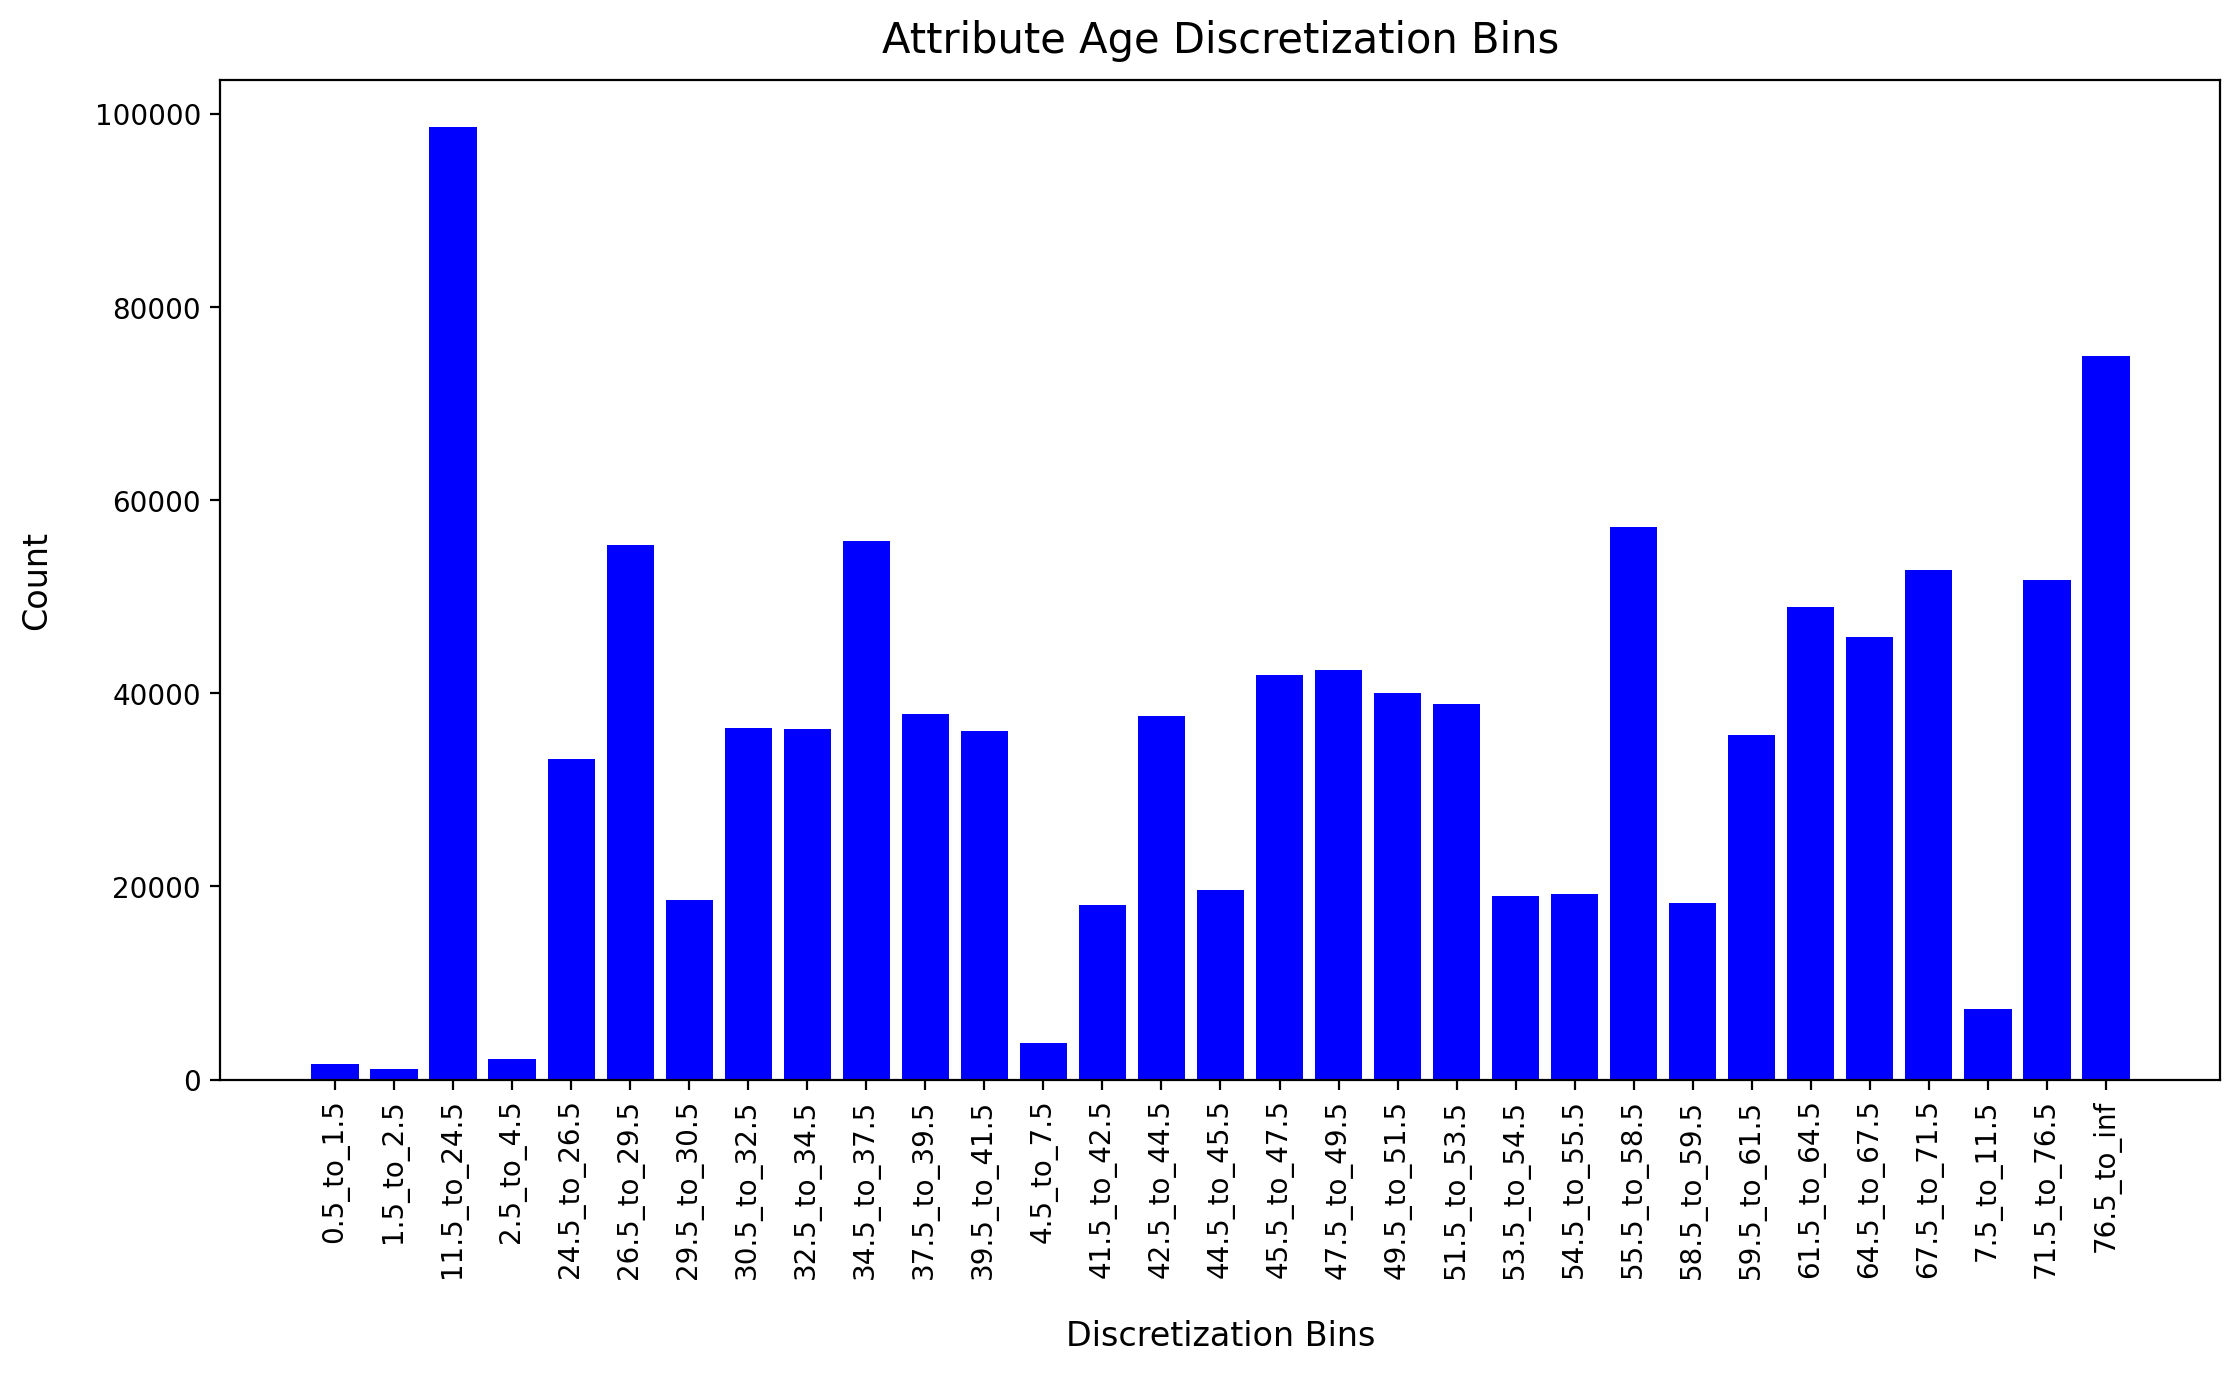 Attribute Age Discretization Bins
100000
80000
60000
40000
20000
0
Count
0.5_to_1.5
1.5_to_2.5
11.5_to_24.5
2.5_to_4.5
24.5_to_26.5
26.5_to_29.5
29.5_to_30.5
30.5_to_32.5
32.5_to_34.5
34.5_to_37.5
37.5_to_39.5
39.5_to_41.5
4.5_to_7.5
41.5_to_42.5
42.5_to_44.5
44.5_to_45.5
45.5_to_47.5
47.5_to_49.5
49.5_to_51.5
51.5_to_53.5
53.5_to_54.5
54.5_to_55.5
55.5_to_58.5
58.5_to_59.5
59.5_to_61.5
61.5_to_64.5
64.5_to_67.5
67.5_to_71.5
7.5_to_11.5
71.5_to_76.5
76.5_to_inf
Discretization Bins